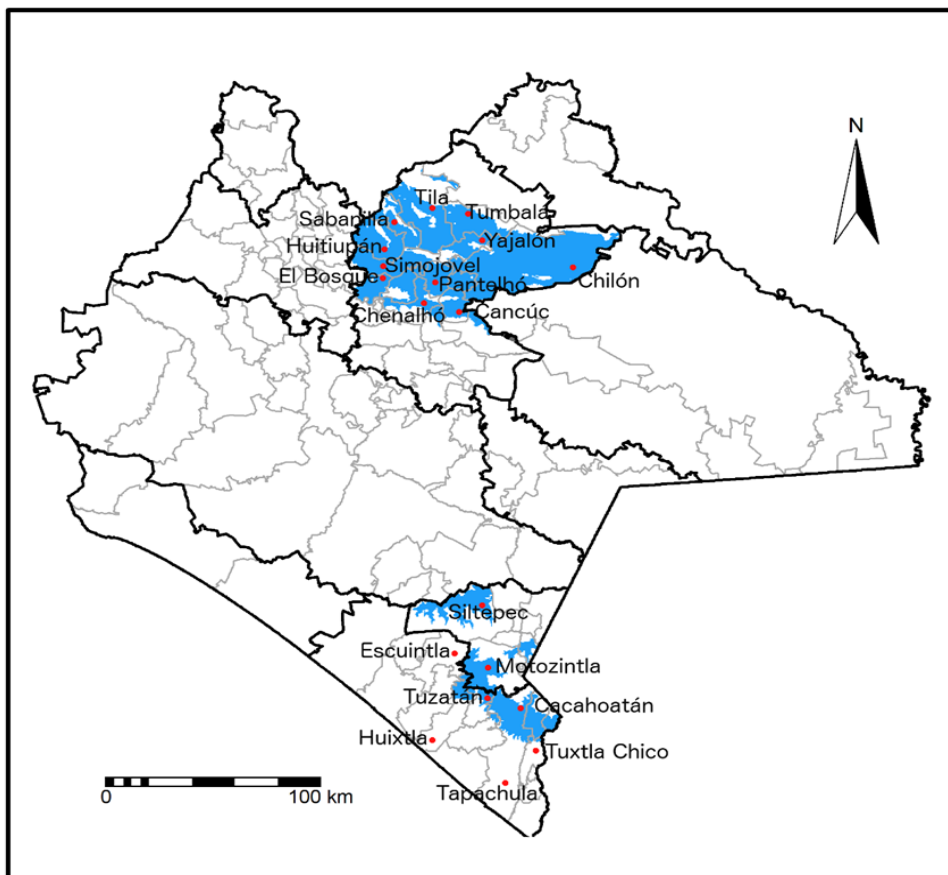 N
Tila
Tumbalá
Sabanilla
Yajalón
Huitiupán
Simojovel
El Bosque
Pantelhó
Chilón
Chenalhó
Cancúc
Siltepec
Escuintla
Motozintla
Tuzatán
Cacahoatán
Huixtla
Tuxtla Chico
Tapachula
0 100 km